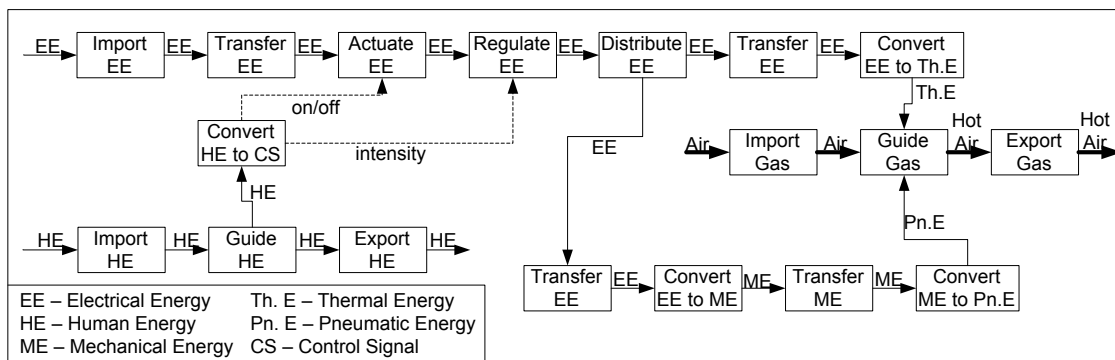 EE Import EE EE Transfer EE EE Actuate EE EE Regulate EE EE Distribute EE EE Transfer EE EE Convert EE to Th.E
on/off
Th.E
Convert HE to CS
intensity
EE
Air Import Gas Air Guide Gas Hot Air Export Gas Hot Air
HE
Pn.E
HE Import HE HE Guide HE HE Export HE HE
Transfer EE EE Convert EE to ME ME Transfer ME ME Convert ME to Pn.E
EE – Electrical Energy Th. E – Thermal Energy
HE – Human Energy Pn. E – Pneumatic Energy
ME – Mechanical Energy CS – Control Signal